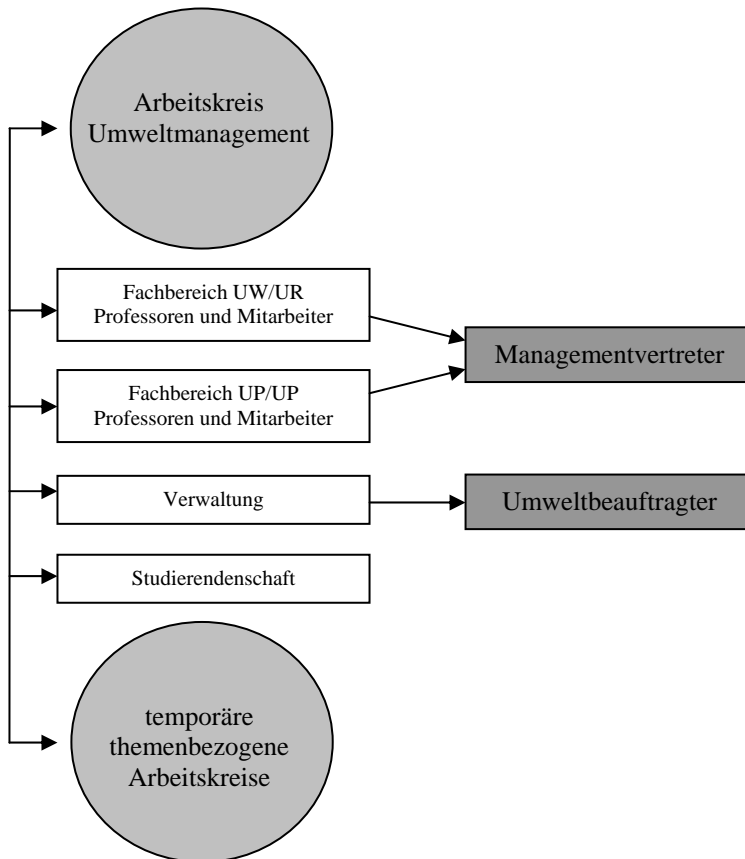 Arbeitskreis
Umweltmanagement
Fachbereich UW/UR
Professoren und Mitarbeiter
Managementvertreter
Fachbereich UP/UP
Professoren und Mitarbeiter
Verwaltung
Umweltbeauftragter
Studierendenschaft
temporäre
themenbezogene
Arbeitskreise